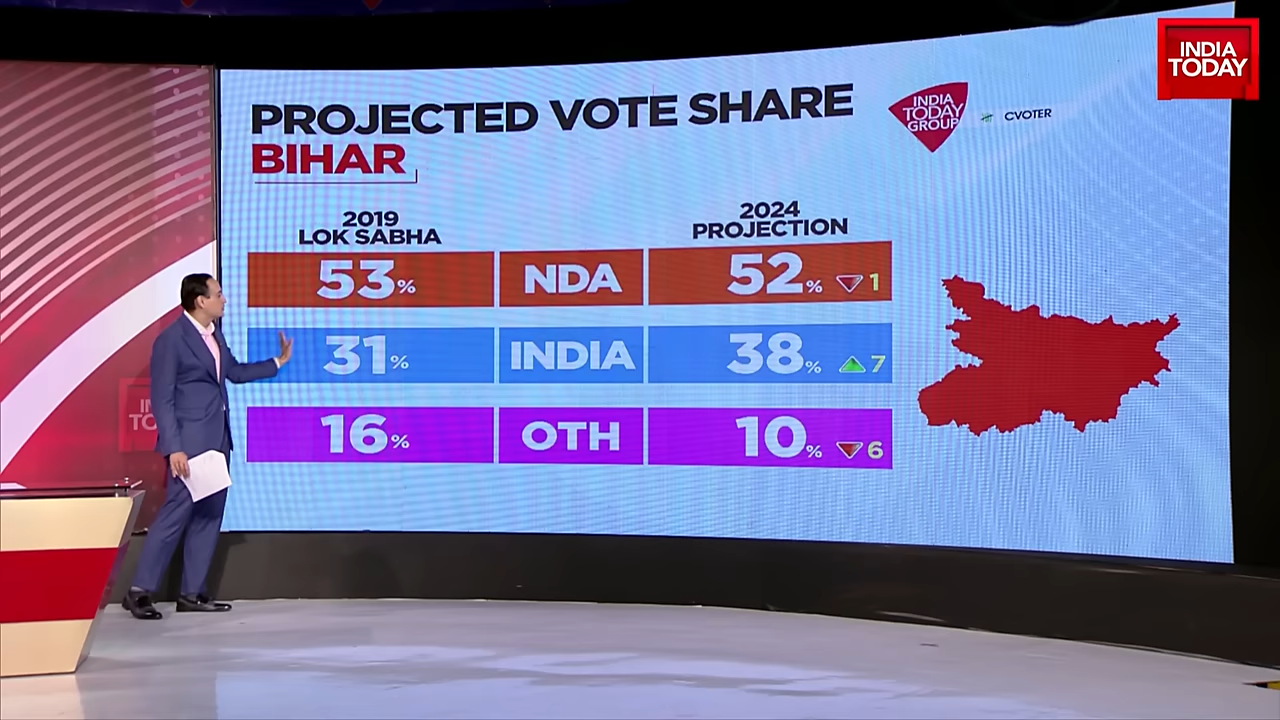 INDIA
TODAY
PROJECTED VOTE SHARE
BIHAR
INDIA
TODAY
GROUP
CVOTER
2019
LOK SABHA
2024
PROJECTION
53% NDA 52% 1
31% INDIA 38% 7
16% OTH 10% 6